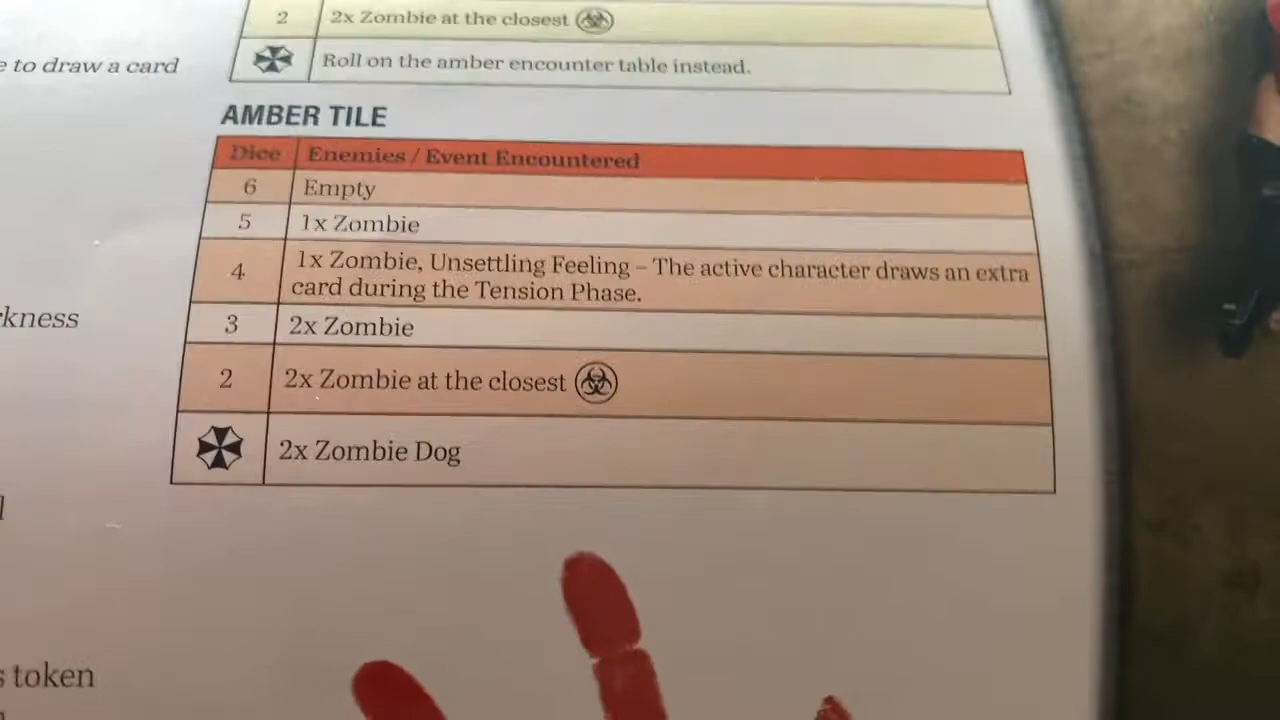 2 2x Zombie at the closest
e to draw a card
Roll on the amber encounter table instead.
AMBER TILE
Dice Enemies / Event Encountered
6 Empty
5 1x Zombie
4 1x Zombie, Unsettling Feeling – The active character draws an extra
card during the Tension Phase.
rkness
3 2x Zombie
2 2x Zombie at the closest
2x Zombie Dog
s token